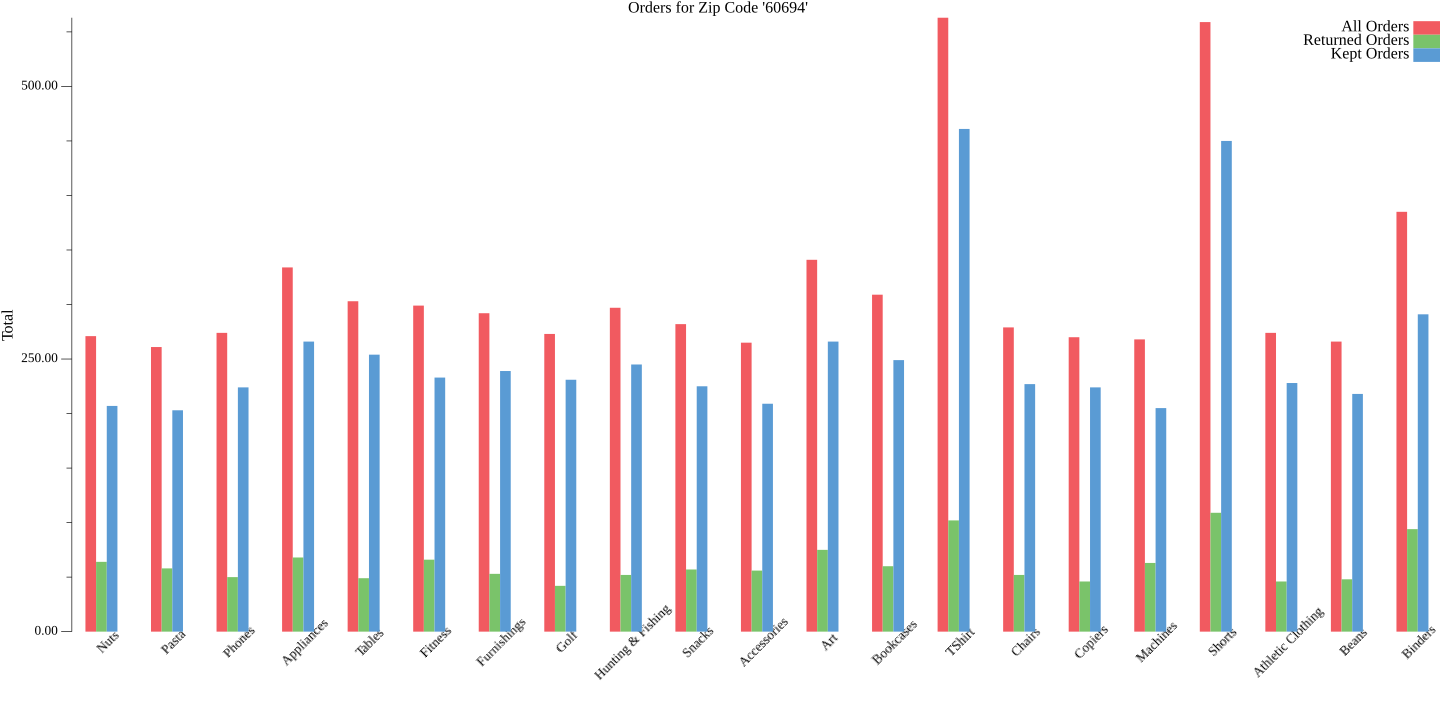 Orders for Zip Code '60694'
All Orders
Returned Orders
Kept Orders
500.00
250.00
0.00
Total
Nuts
Pasta
Phones
Appliances
Tables
Fitness
Furnishings
Golf
Hunting & Fishing
Snacks
Accessories
Art
Bookcases
TShirt
Chairs
Copiers
Machines
Shorts
Athletic Clothing
Beans
Binders